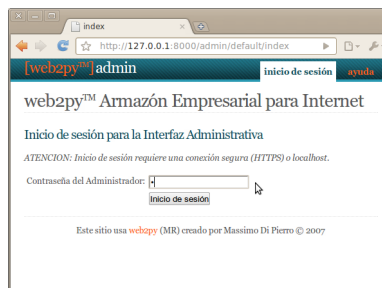 index
http://127.0.0.1:8000/admin/default/index
[web2py™] admin
inicio de sesión
ayuda
web2py™ Armazón Empresarial para Internet
Inicio de sesión para la Interfaz Administrativa
ATENCION: Inicio de sesión requiere una conexión segura (HTTPS) o localhost.
Contraseña del Administrador:
Inicio de sesión
Este sitio usa web2py (MR) creado por Massimo Di Pierro © 2007